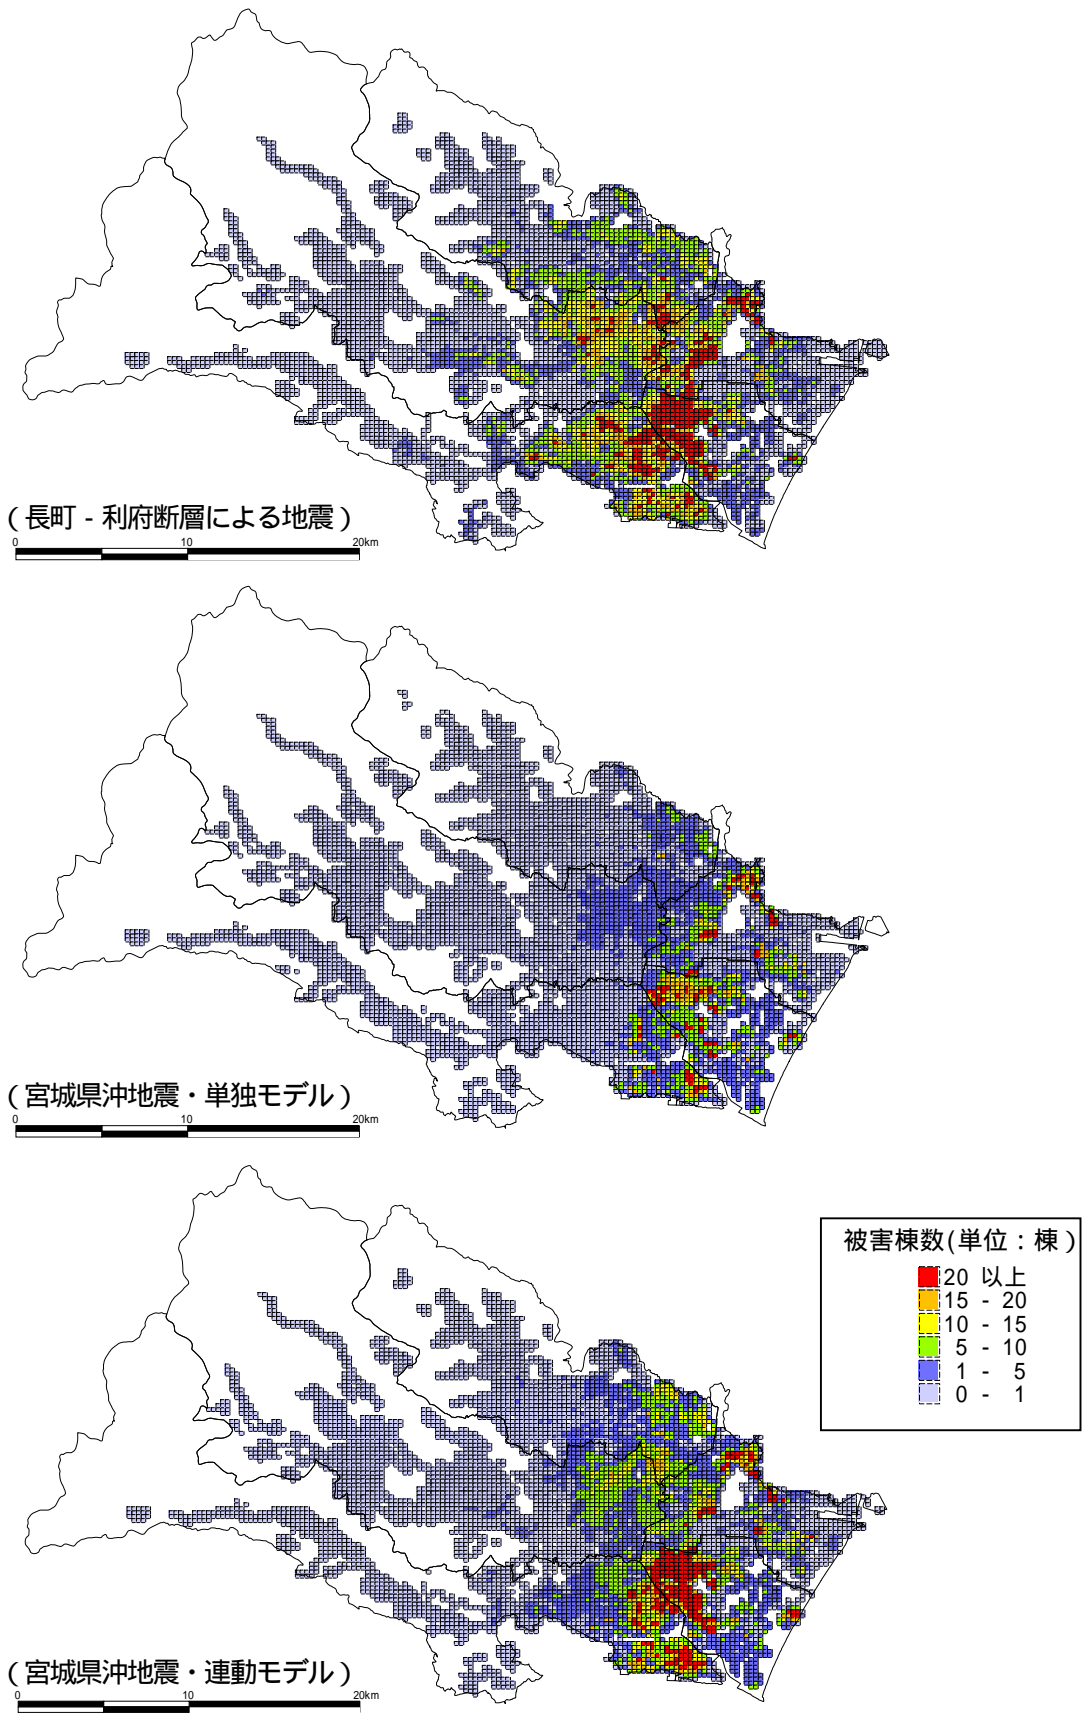 (長町 - 利府断層による地震)
0 10 20km
(宮城県沖地震・単独モデル)
0 10 20km
被害棟数(単位：棟)
20 以上
15 - 20
10 - 15
5 - 10
1 - 5
0 - 1
(宮城県沖地震・連動モデル)
0 10 20km